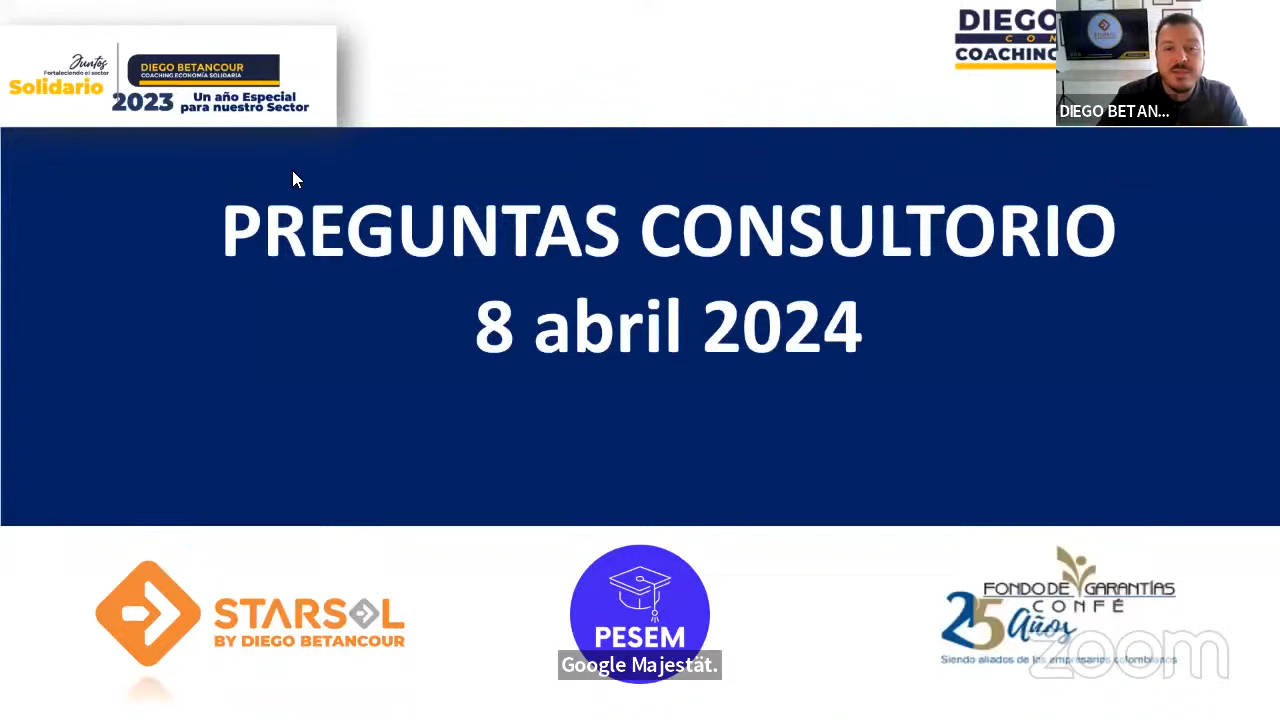 Juntos
Fortaleciendo el sector
Solidario
DIEGO BETANCOUR
COACHING ECONOMÍA SOLIDARIA
2023 Un año Especial
para nuestro Sector
DIEGO
CON
COACHING
DIEGO BETAN...
PREGUNTAS CONSULTORIO
8 abril 2024
STARSOL
BY DIEGO BETANCOUR
PESEM
Google Majestät.
FONDO DE GARANTÍAS
CONFÉ
25 Años
Siendo aliados de los empresarios colombianos
zoom